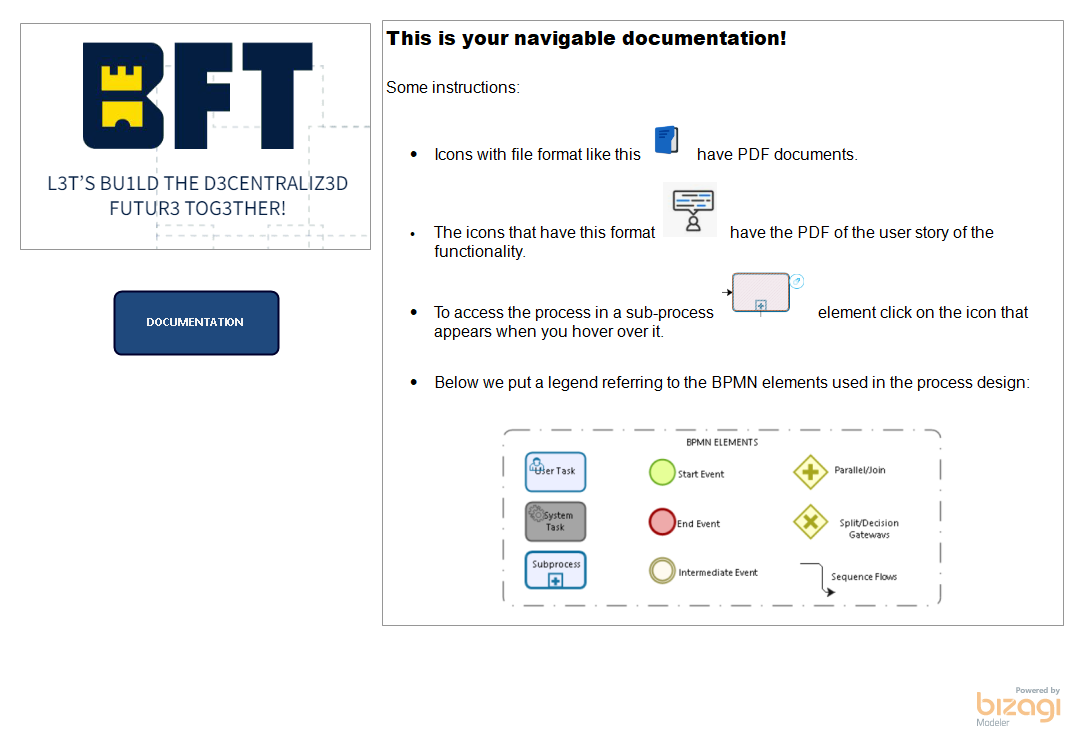 BFT
L3T'S BU1LD THE D3CENTRALIZ3D
FUTUR3 TOG3THER!
DOCUMENTATION
This is your navigable documentation!
Some instructions:
Icons with file format like this have PDF documents.
The icons that have this format have the PDF of the user story of the
functionality.
To access the process in a sub-process element click on the icon that
appears when you hover over it.
Below we put a legend referring to the BPMN elements used in the process design:
BPMN ELEMENTS
User Task
Start Event
Parallel/Join
System
Task
End Event
Split/Decision
Gateways
Subprocess
Intermediate Event
Sequence Flows
Powered by
bizagi
Modeler